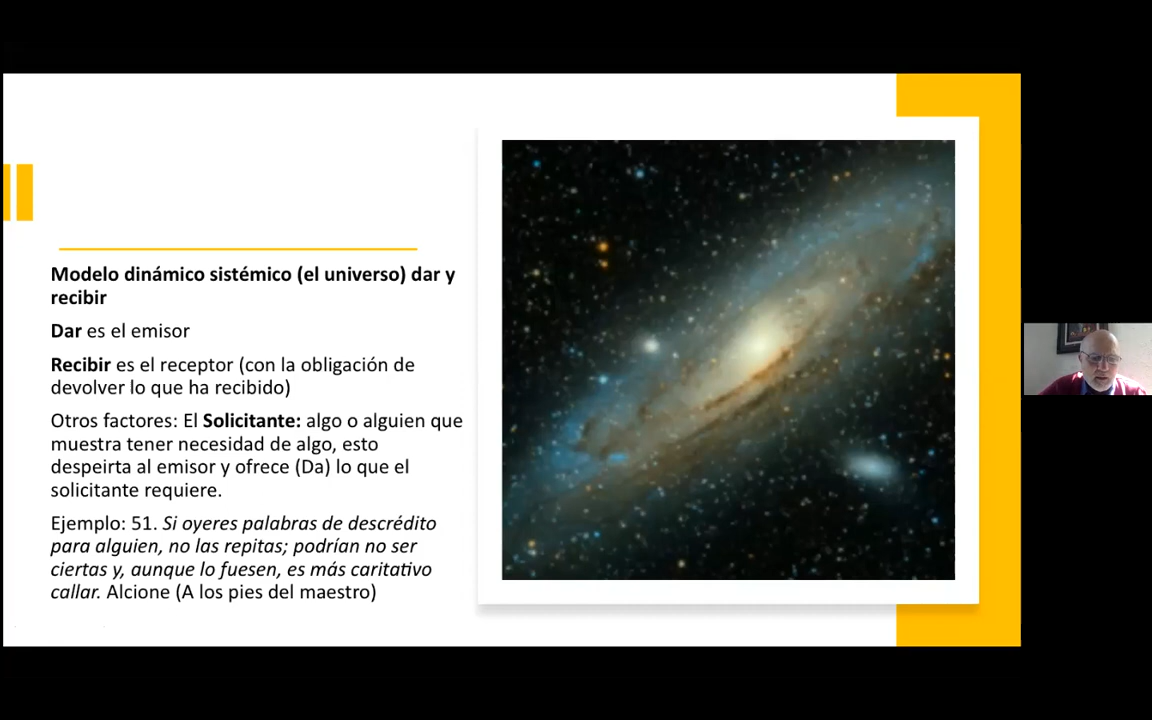 Modelo dinámico sistémico (el universo) dar y
recibir
Dar es el emisor
Recibir es el receptor (con la obligación de
devolver lo que ha recibido)
Otros factores: El Solicitante: algo o alguien que
muestra tener necesidad de algo, esto
despeirta al emisor y ofrece (Da) lo que el
solicitante requiere.
Ejemplo: 51. Si oyeres palabras de descrédito
para alguien, no las repitas; podrían no ser
ciertas y, aunque lo fuesen, es más caritativo
callar. Alcione (A los pies del maestro)